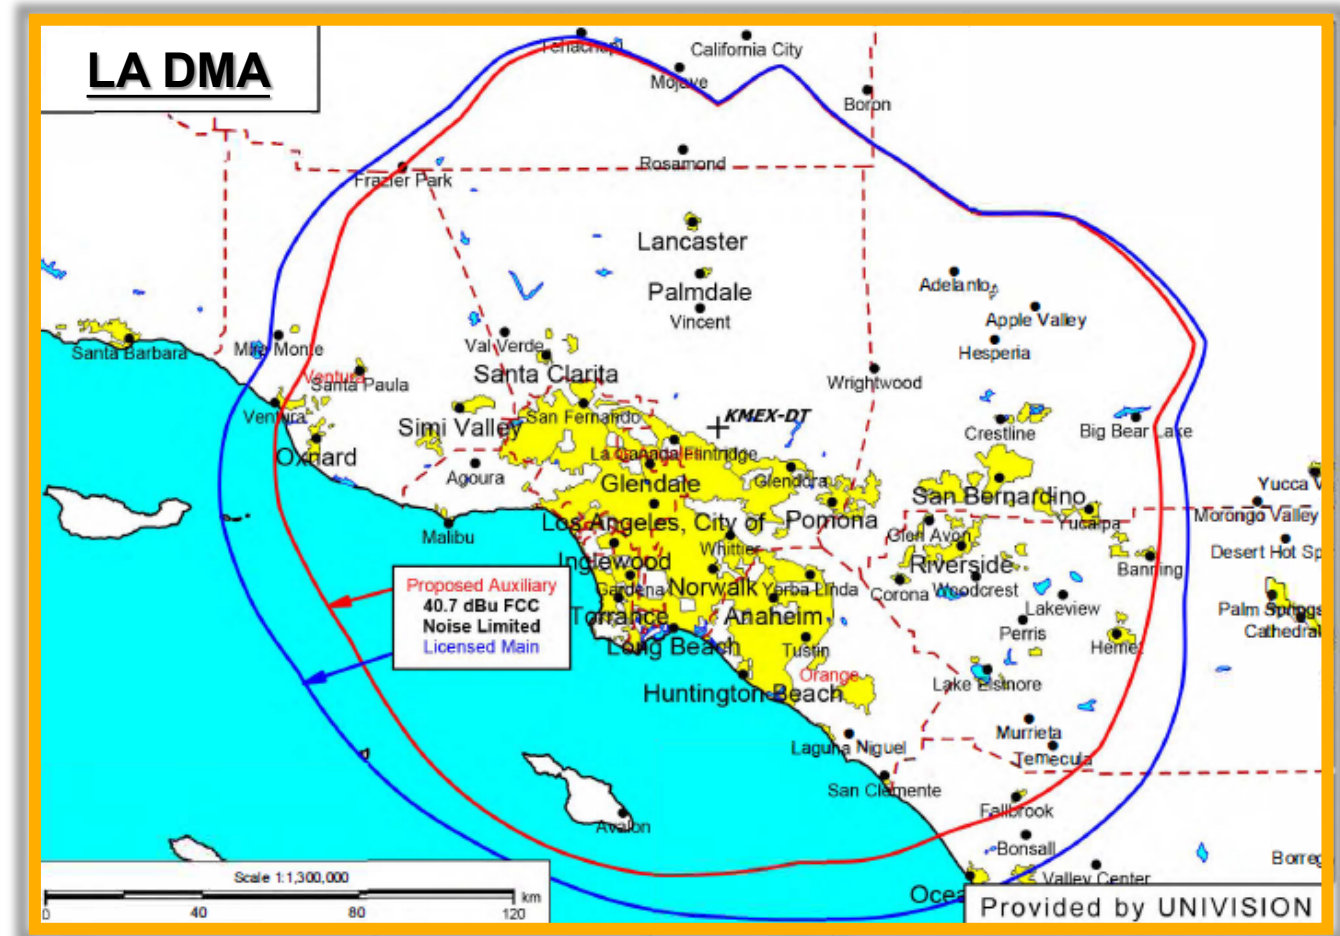 LA DMA
Tehachapi
California City
Mojave
Boron
Rosamond
Frazier Park
Lancaster
Palmdale
Vincent
Adelanto
Apple Valley
Hesperia
Santa Barbara
Mira Monte
Val Verde
Ventura
Santa Paula
Santa Clarita
Wrightwood
Ventura
San Fernando
Simi Valley
KMEX-DT
Crestline
Big Bear Lake
Oxnard
La Canada Flintridge
Agoura
Glendale
Glendora
San Bernardino
Yucca V
Los Angeles, City of
Pomona
Yucaipa
Morongo Valley
Malibu
Glen Avon
Whittier
Desert Hot Sp
Inglewood
Riverside
Banning
Gardena
Norwalk
Yorba Linda
Corona
Woodcrest
Proposed Auxiliary
40.7 dBu FCC
Noise Limited
Licensed Main
Torrance
Anaheim
Lakeview
Palm Springs
Cathedral
Perris
Hemet
Long Beach
Tustin
Orange
Lake Elsinore
Huntington Beach
Murrieta
Laguna Niguel
Temecula
San Clemente
Fallbrook
Avalon
Bonsall
Borreg
Valley Center
Ocea
Scale 1:1,300,000
km
0 40 80 120
Provided by UNIVISION